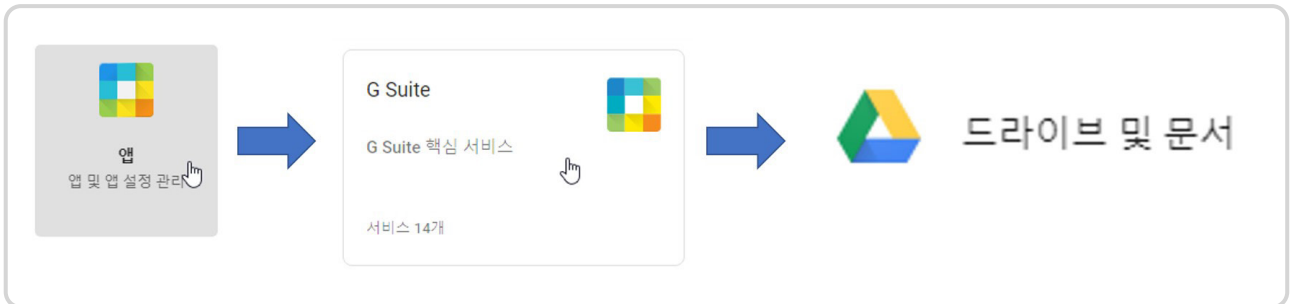 앱
앱 및 앱 설정 관리
G Suite
G Suite 핵심 서비스
서비스 14개
드라이브 및 문서